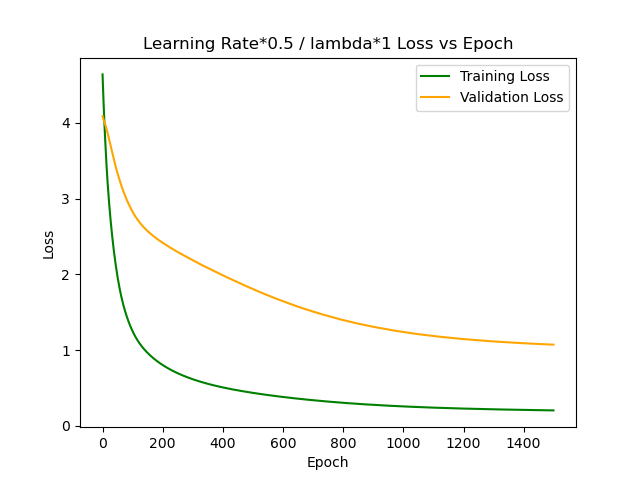 Learning Rate*0.5 / lambda*1 Loss vs Epoch
Training Loss
Validation Loss
Loss
4
3
2
1
0
0 200 400 600 800 1000 1200 1400
Epoch